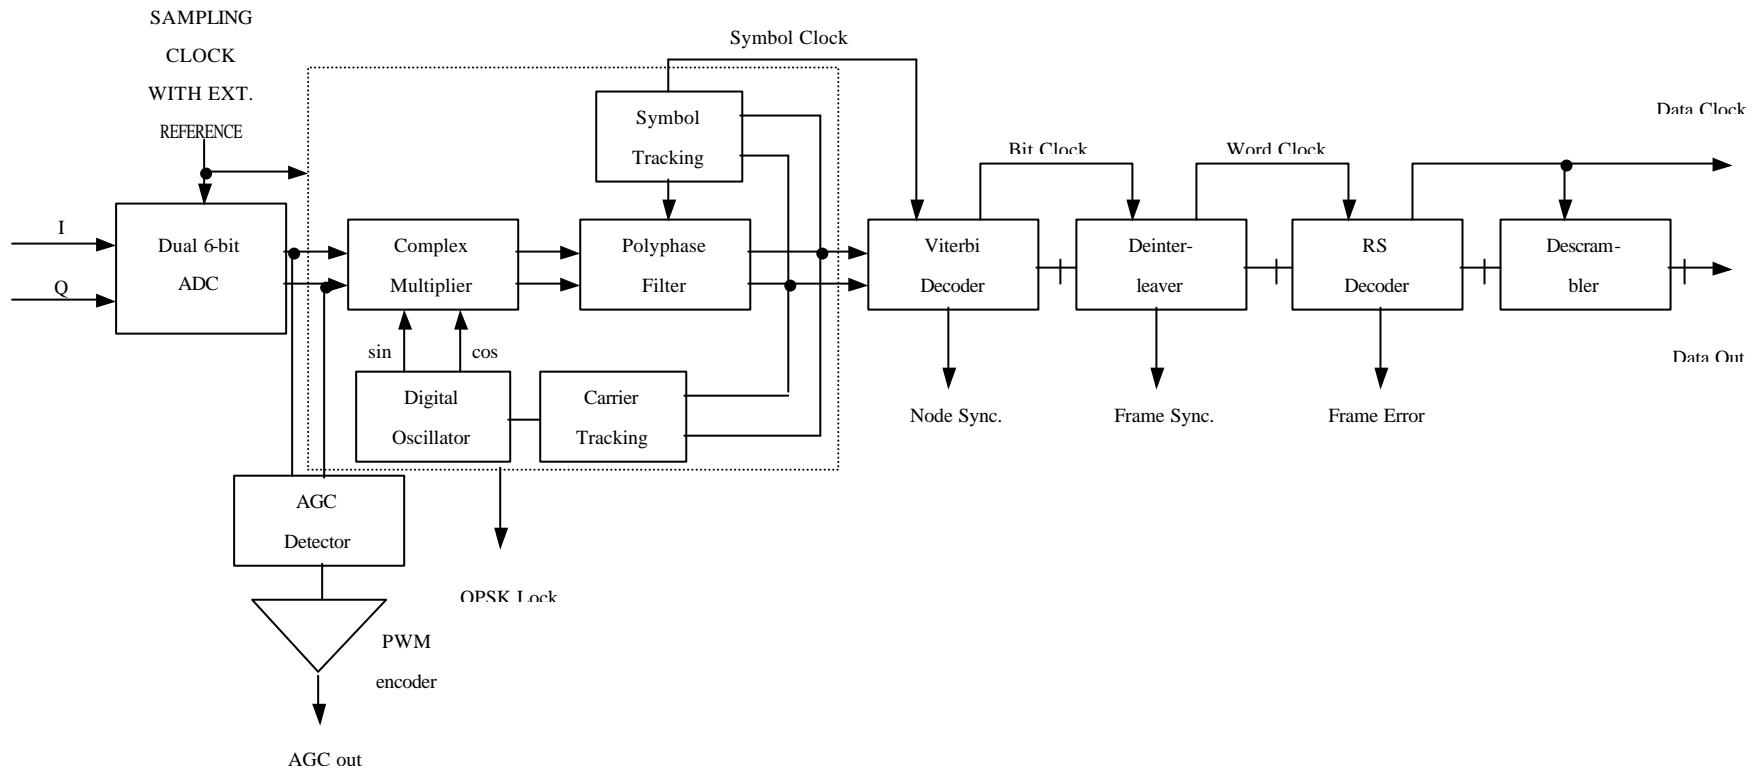 SAMPLING
CLOCK
WITH EXT.
REFERENCE
Symbol Clock
Symbol
Tracking
Data Clock
Bit Clock
Word Clock
I
Q
Dual 6-bit
ADC
Complex
Multiplier
Polyphase
Filter
Viterbi
Decoder
Deinter-
leaver
RS
Decoder
Descram-
bler
sin
cos
Data Out
Digital
Oscillator
Carrier
Tracking
Node Sync.
Frame Sync.
Frame Error
AGC
Detector
QPSK Lock
PWM
encoder
AGC out